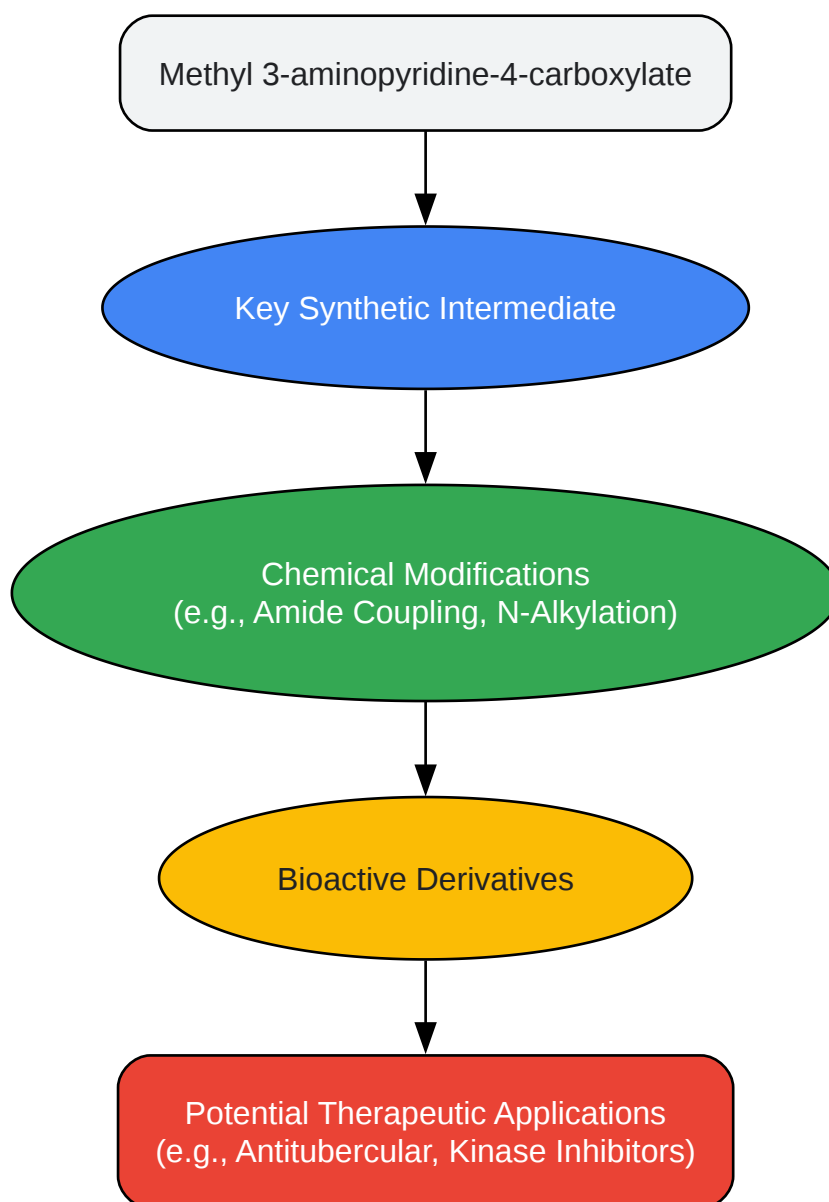 Methyl 3-aminopyridine-4-carboxylate
Key Synthetic Intermediate
Chemical Modifications
(e.g., Amide Coupling, N-Alkylation)
Bioactive Derivatives
Potential Therapeutic Applications
(e.g., Antitubercular, Kinase Inhibitors)